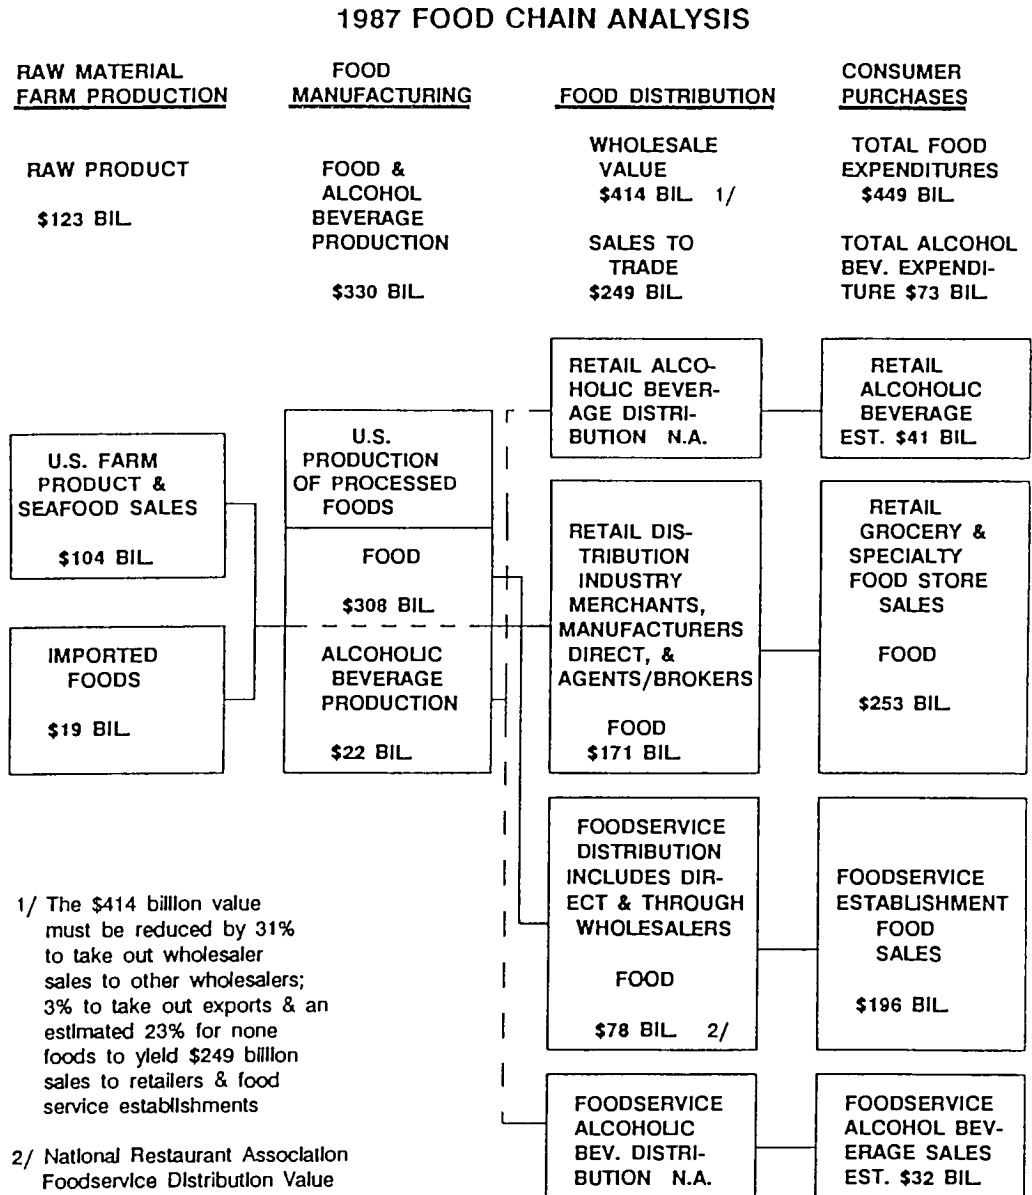 1987 FOOD CHAIN ANALYSIS
RAW MATERIAL
FARM PRODUCTION
RAW PRODUCT
$123 BIL.
FOOD
MANUFACTURING
FOOD &
ALCOHOL
BEVERAGE
PRODUCTION
$330 BIL.
FOOD DISTRIBUTION
WHOLESALE
VALUE
$414 BIL. 1/
SALES TO
TRADE
$249 BIL.
CONSUMER
PURCHASES
TOTAL FOOD
EXPENDITURES
$449 BIL.
TOTAL ALCOHOL
BEV. EXPENDI-
TURE $73 BIL.
U.S. FARM
PRODUCT &
SEAFOOD SALES
$104 BIL.
IMPORTED
FOODS
$19 BIL.
U.S.
PRODUCTION
OF PROCESSED
FOODS
FOOD
$308 BIL.
ALCOHOLIC
BEVERAGE
PRODUCTION
$22 BIL.
RETAIL ALCO-
HOLIC BEVER-
AGE DISTRI-
BUTION N.A.
RETAIL
ALCOHOLIC
BEVERAGE
EST. $41 BIL.
RETAIL DIS-
TRIBUTION
INDUSTRY
MERCHANTS,
MANUFACTURERS
DIRECT, &
AGENTS/BROKERS
FOOD
$171 BIL.
RETAIL
GROCERY &
SPECIALTY
FOOD STORE
SALES
FOOD
$253 BIL.
FOODSERVICE
DISTRIBUTION
INCLUDES DIR-
ECT & THROUGH
WHOLESALERS
FOOD
$78 BIL. 2/
FOODSERVICE
ESTABLISHMENT
FOOD
SALES
$196 BIL.
FOODSERVICE
ALCOHOLIC
BEV. DISTRI-
BUTION N.A.
FOODSERVICE
ALCOHOL BEV-
ERAGE SALES
EST. $32 BIL.
1/ The $414 billion value
must be reduced by 31%
to take out wholesaler
sales to other wholesalers;
3% to take out exports & an
estimated 23% for none
foods to yield $249 billion
sales to retailers & food
service establishments
2/ National Restaurant Association
Foodservice Distribution Value